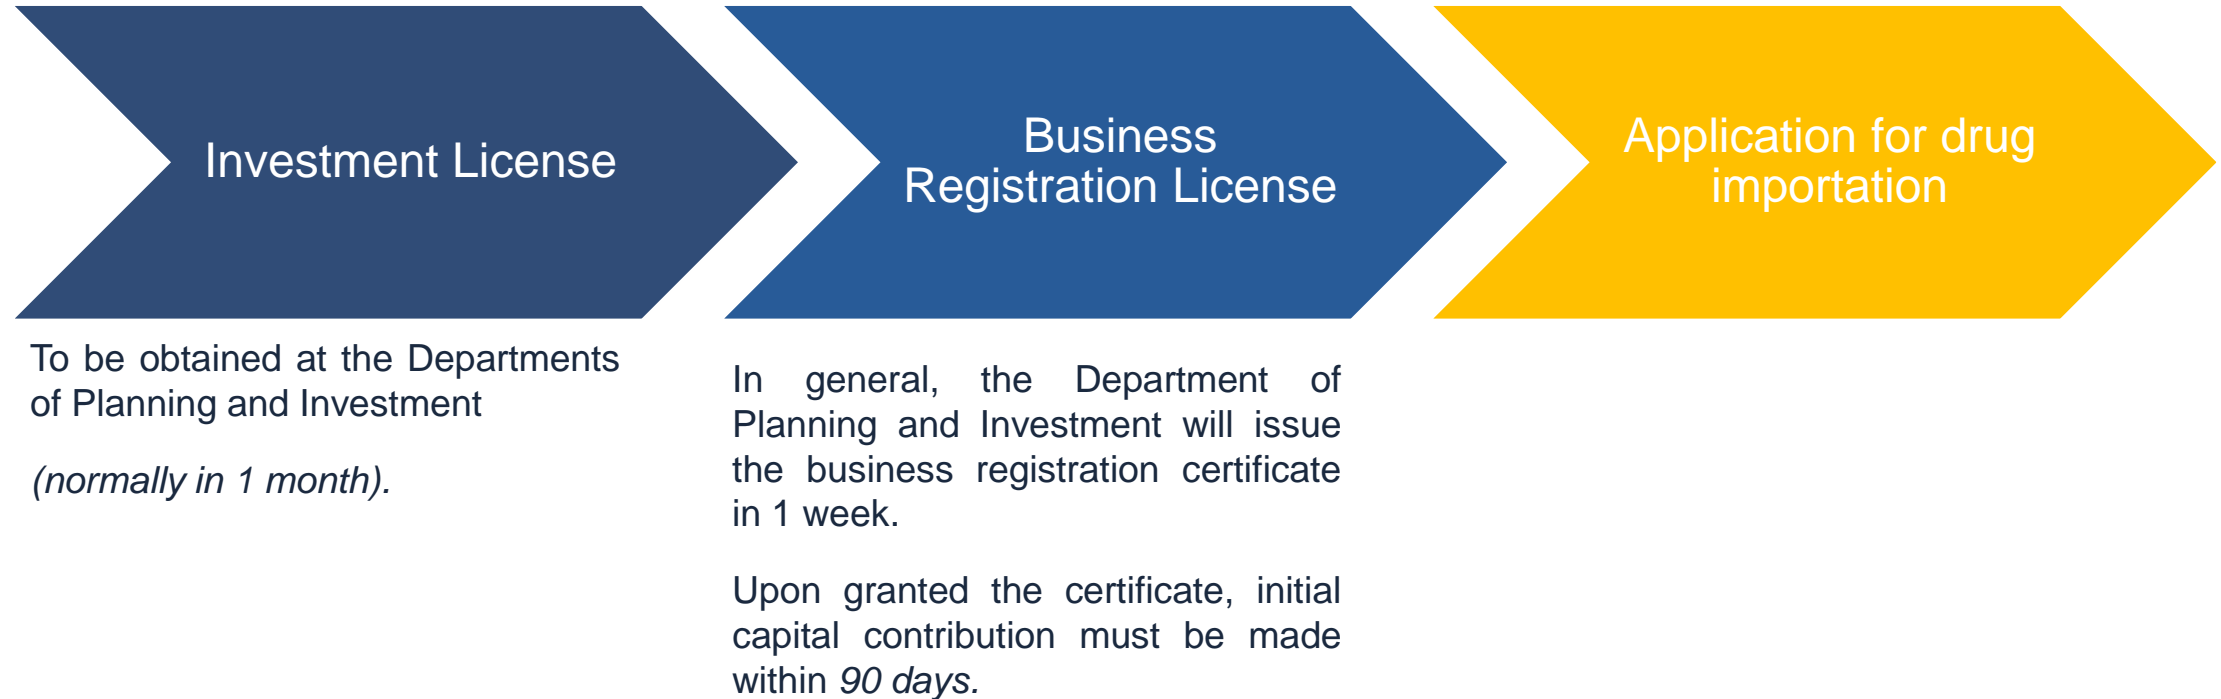 Investment License
To be obtained at the Departments
of Planning and Investment
(normally in 1 month).
Business
Registration License
In general, the Department of
Planning and Investment will issue
the business registration certificate
in 1 week.
Upon granted the certificate, initial
capital contribution must be made
within 90 days.
Application for drug
importation